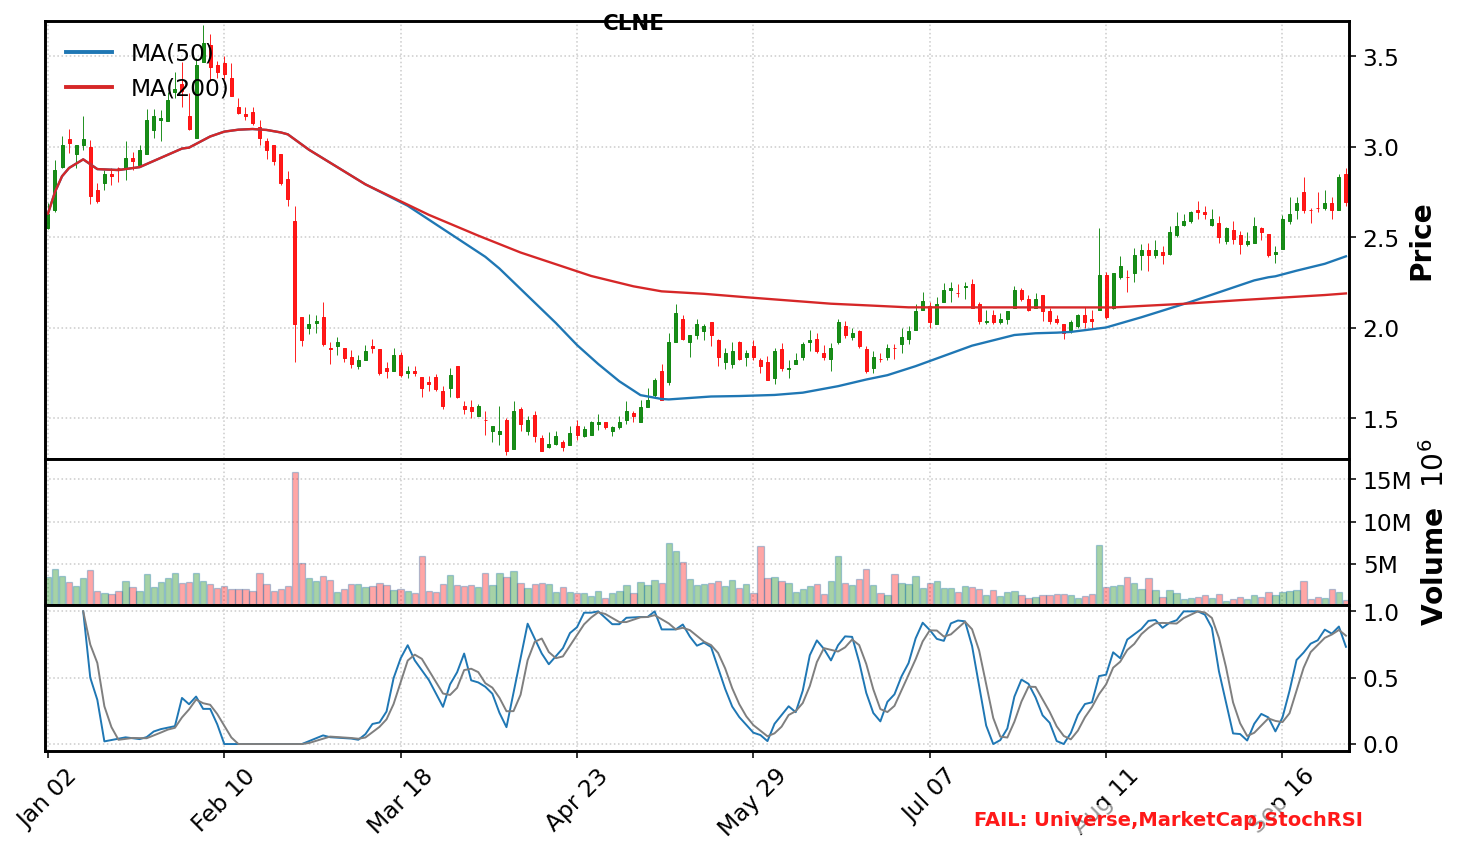 CLNE
MA(50)
MA(200)
3.5
3.0
2.5
2.0
1.5
Price
15M
10M
5M
Volume 10^6
1.0
0.5
0.0
Jan 02
Feb 10
Mar 18
Apr 23
May 29
Jul 07
Aug 11
Sep 16
FAIL: Universe,MarketCap,StochRSI